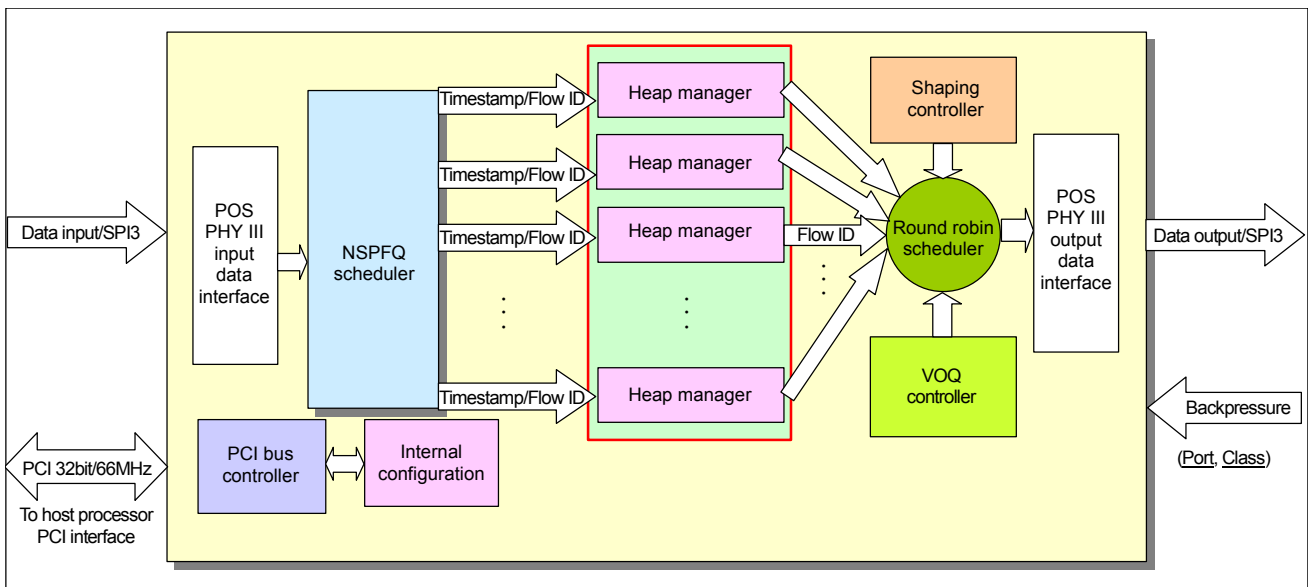 Data input/SPI3
PCI 32bit/66MHz
To host processor
PCI interface
POS
PHY III
input
data
interface
NSPFQ
scheduler
PCI bus
controller
Internal
configuration
Timestamp/Flow ID
Timestamp/Flow ID
Timestamp/Flow ID
Timestamp/Flow ID
Heap manager
Heap manager
Heap manager
Heap manager
Flow ID
Shaping
controller
Round robin
scheduler
VOQ
controller
POS
PHY III
output
data
interface
Data output/SPI3
Backpressure
(Port, Class)